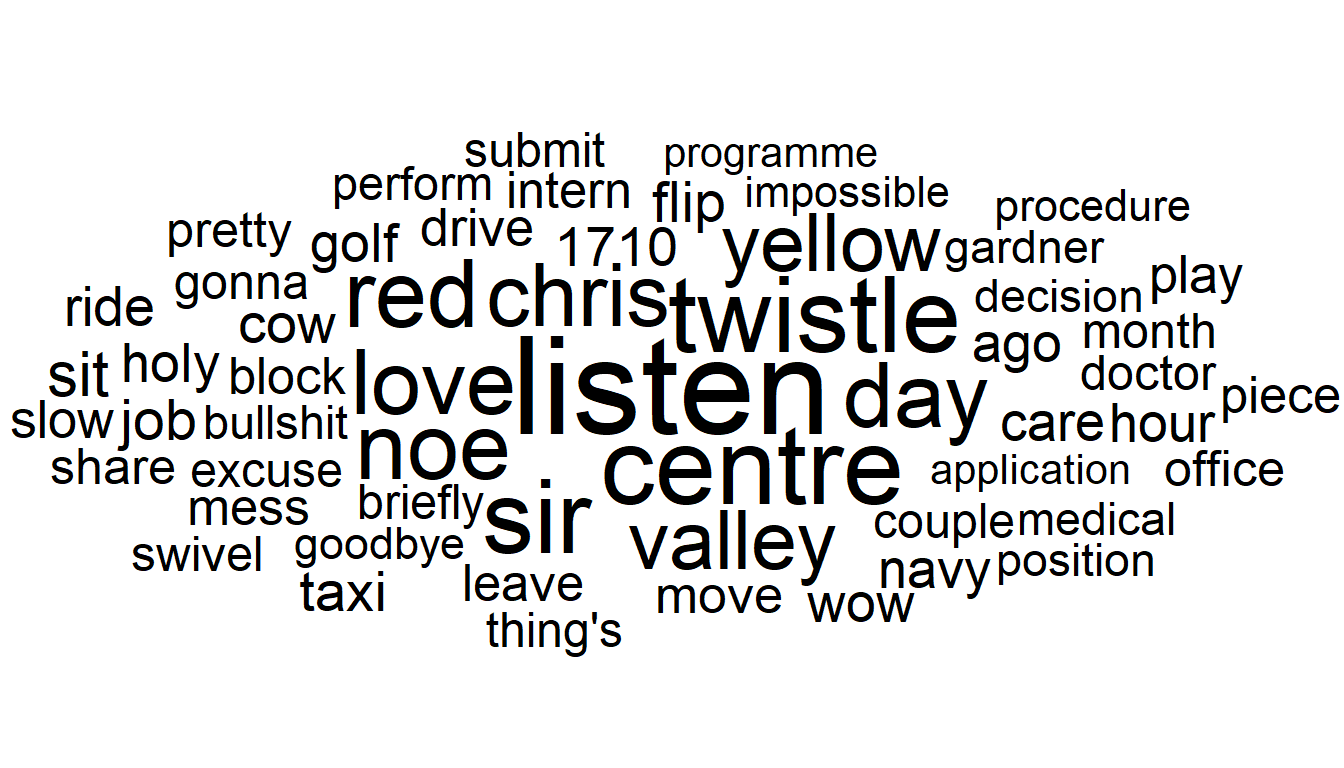 submit programme
perform intern flip impossible procedure
pretty golf drive 1710 yellow gardner
ride gonna red chris twistle decision play
cow ago month
sit holy block love listen day doctor piece
slow job bullshit noe centre care hour
share excuse application office
mess briefly sir valley couple medical
swivel goodbye navy position
taxi leave move wow
thing's